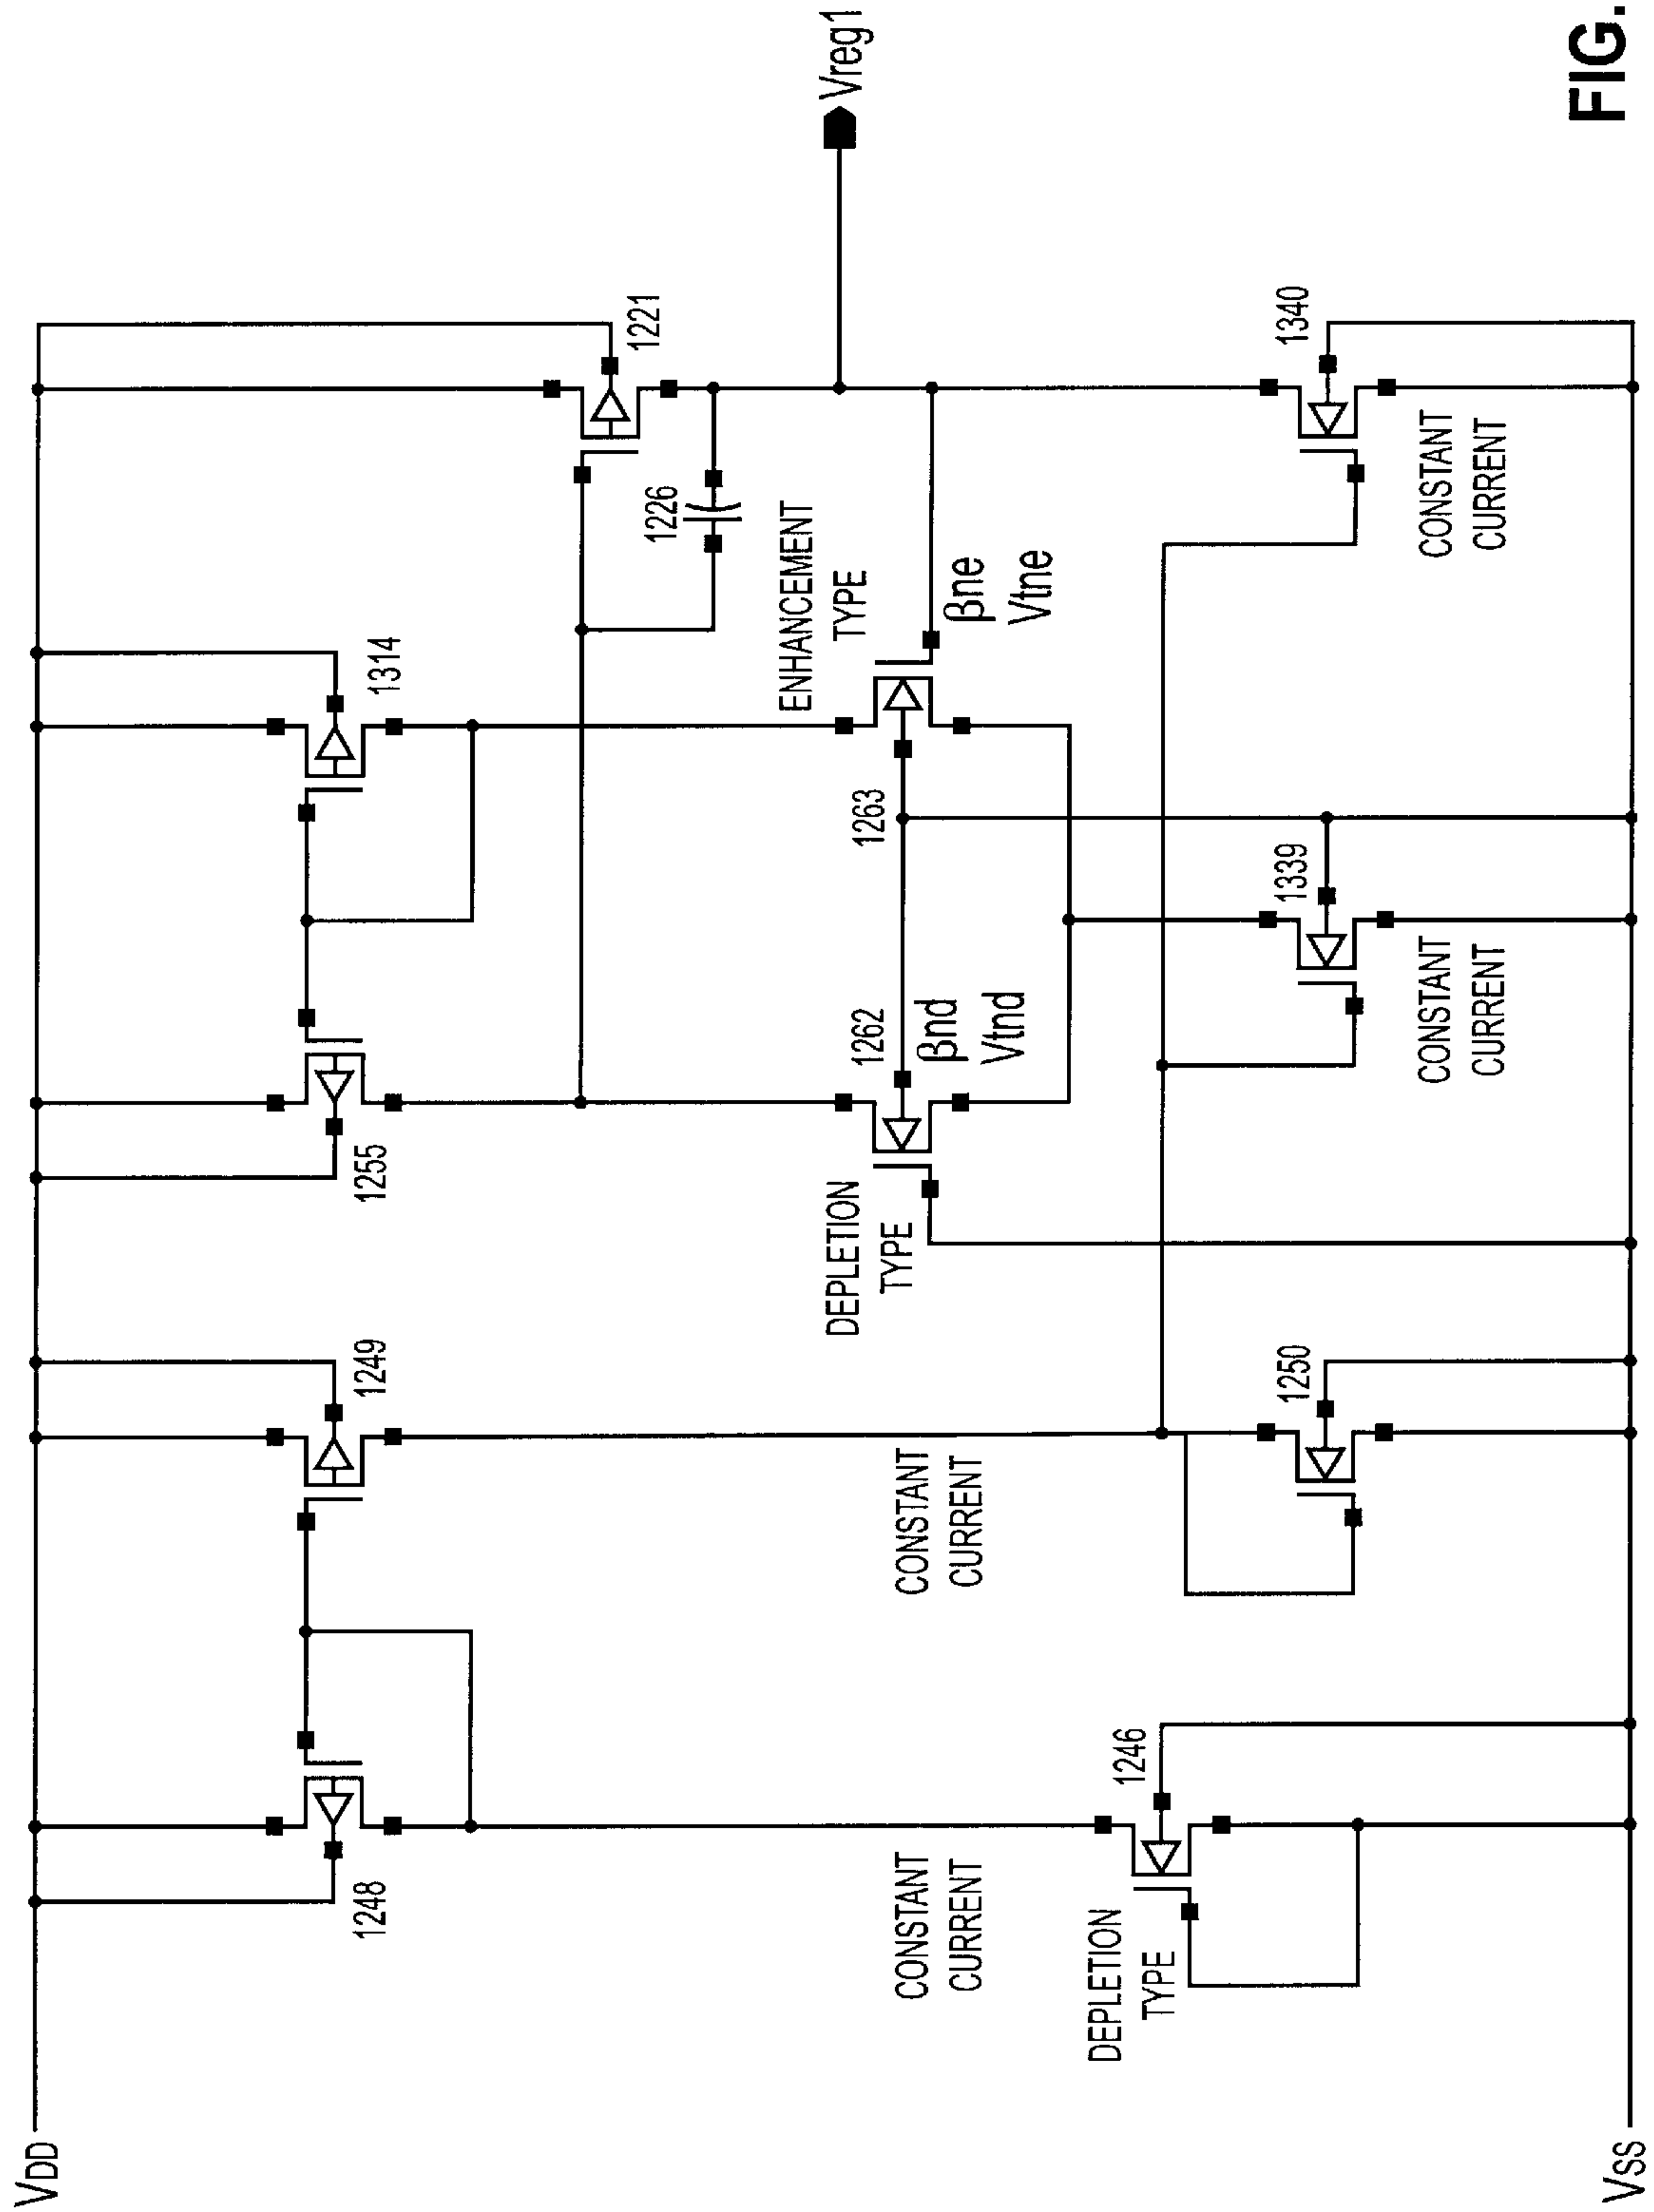 VDD
VSS
1248
1249
1255
1314
1221
1226
Vreg1
CONSTANT
CURRENT
CONSTANT
CURRENT
DEPLETION
TYPE
1262
βnd
Vtnd
1263
ENHANCEMENT
TYPE
βne
Vtne
DEPLETION
TYPE
1246
1250
1339
CONSTANT
CURRENT
1340
CONSTANT
CURRENT
FIG.